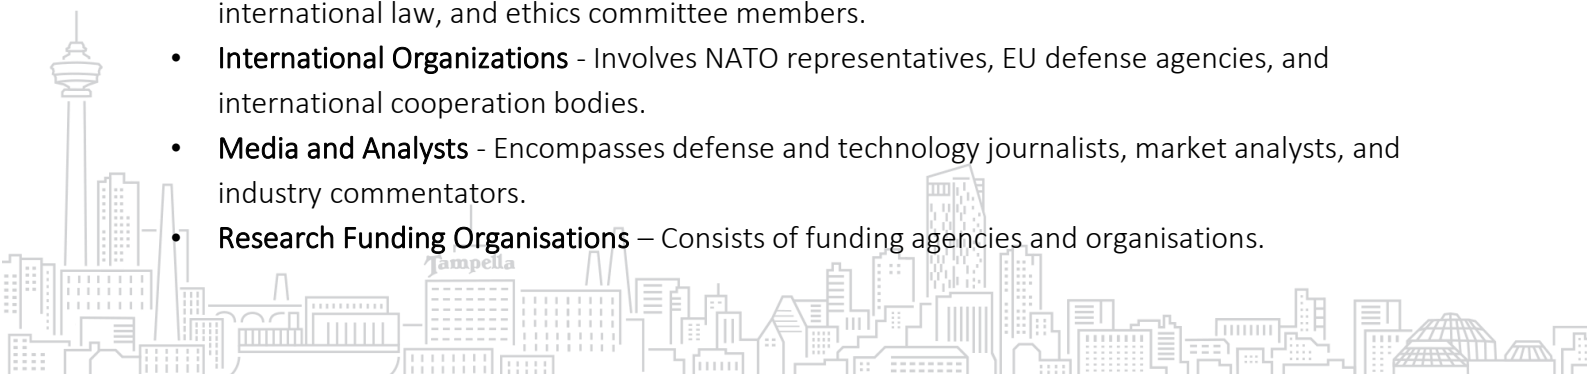 international law, and ethics committee members.
• International Organizations - Involves NATO representatives, EU defense agencies, and
international cooperation bodies.
• Media and Analysts - Encompasses defense and technology journalists, market analysts, and
industry commentators.
• Research Funding Organisations – Consists of funding agencies and organisations.
Tampella